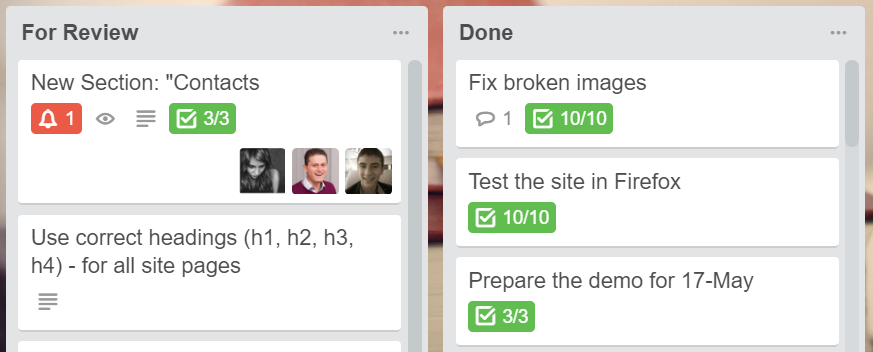 For Review
New Section: "Contacts
1
3/3
Use correct headings (h1, h2, h3,
h4) - for all site pages
Done
Fix broken images
1
10/10
Test the site in Firefox
10/10
Prepare the demo for 17-May
3/3